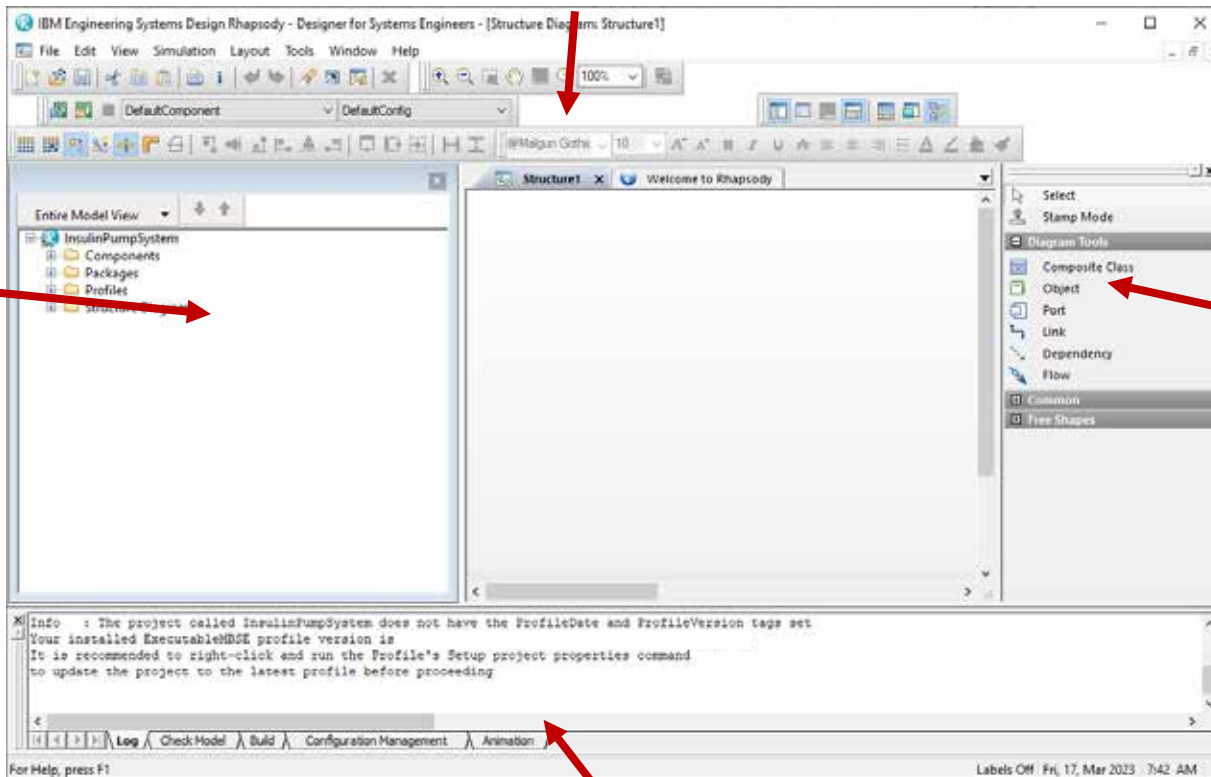 IBM Engineering Systems Design Rhapsody - Designer for Systems Engineers - [Structure Diagram: Structure1]
File Edit View Simulation Layout Tools Window Help
100%
DefaultComponent DefaultConfig
@Malgun Gothic 10
Structure1 Welcome to Rhapsody
Entire Model View
InsulinPumpSystem
Components
Packages
Profiles
Structure Diagrams
Select
Stamp Mode
Diagram Tools
Composite Class
Object
Port
Link
Dependency
Flow
Common
Free Shapes
Info : The project called InsulinPumpSystem does not have the ProfileDate and ProfileVersion tags set
Your installed ExecutableMBSE profile version is
It is recommended to right-click and run the Profile's Setup project properties command
to update the project to the latest profile before proceeding
Log Check Model Build Configuration Management Animation
For Help, press F1 Labels Off Fri, 17, Mar 2023 7:42 AM